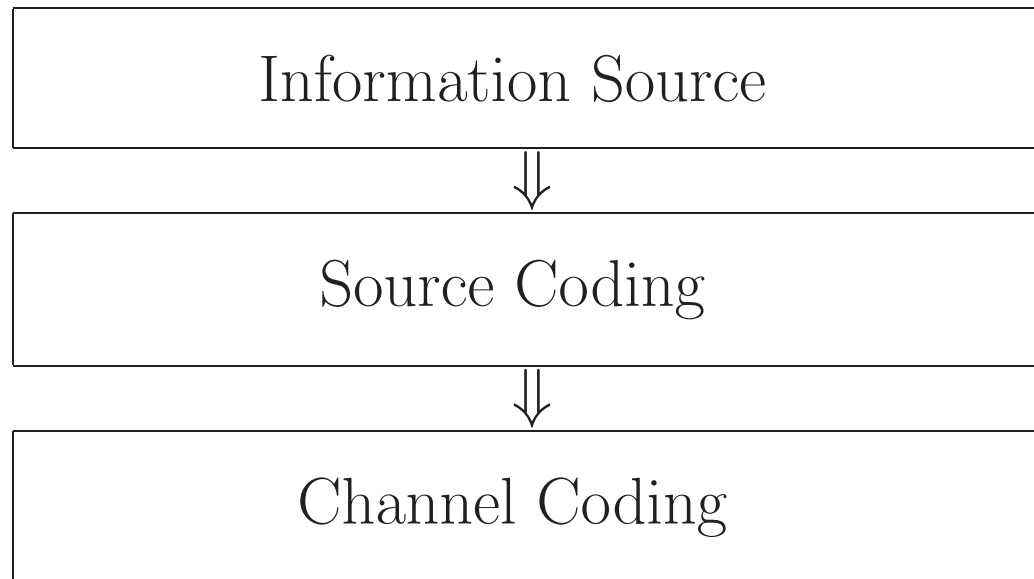 Information Source
⇓
Source Coding
⇓
Channel Coding